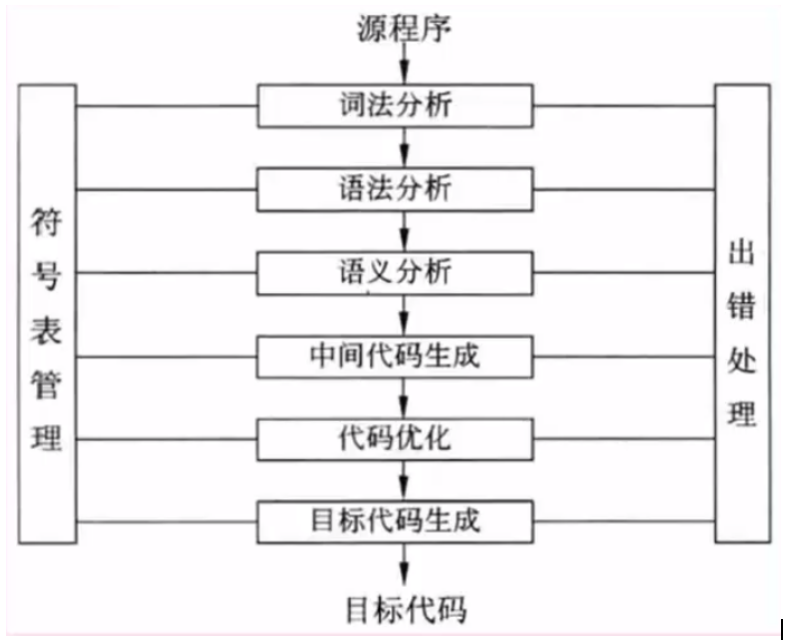 源程序
词法分析
语法分析
语义分析
中间代码生成
代码优化
目标代码生成
目标代码
符号表管理
出错处理